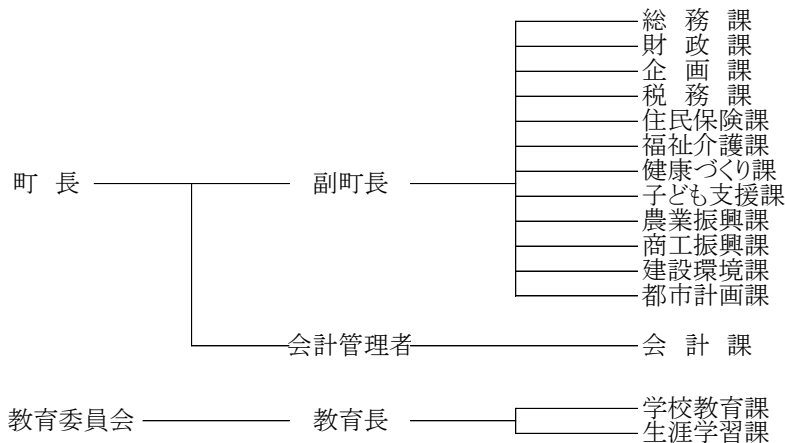 総務課
財政課
企画課
税務課
住民保険課
福祉介護課
健康づくり課
町長 副町長
子ども支援課
農業振興課
商工振興課
建設環境課
都市計画課
会計管理者 会計課
学校教育課
教育委員会 教育長
生涯学習課